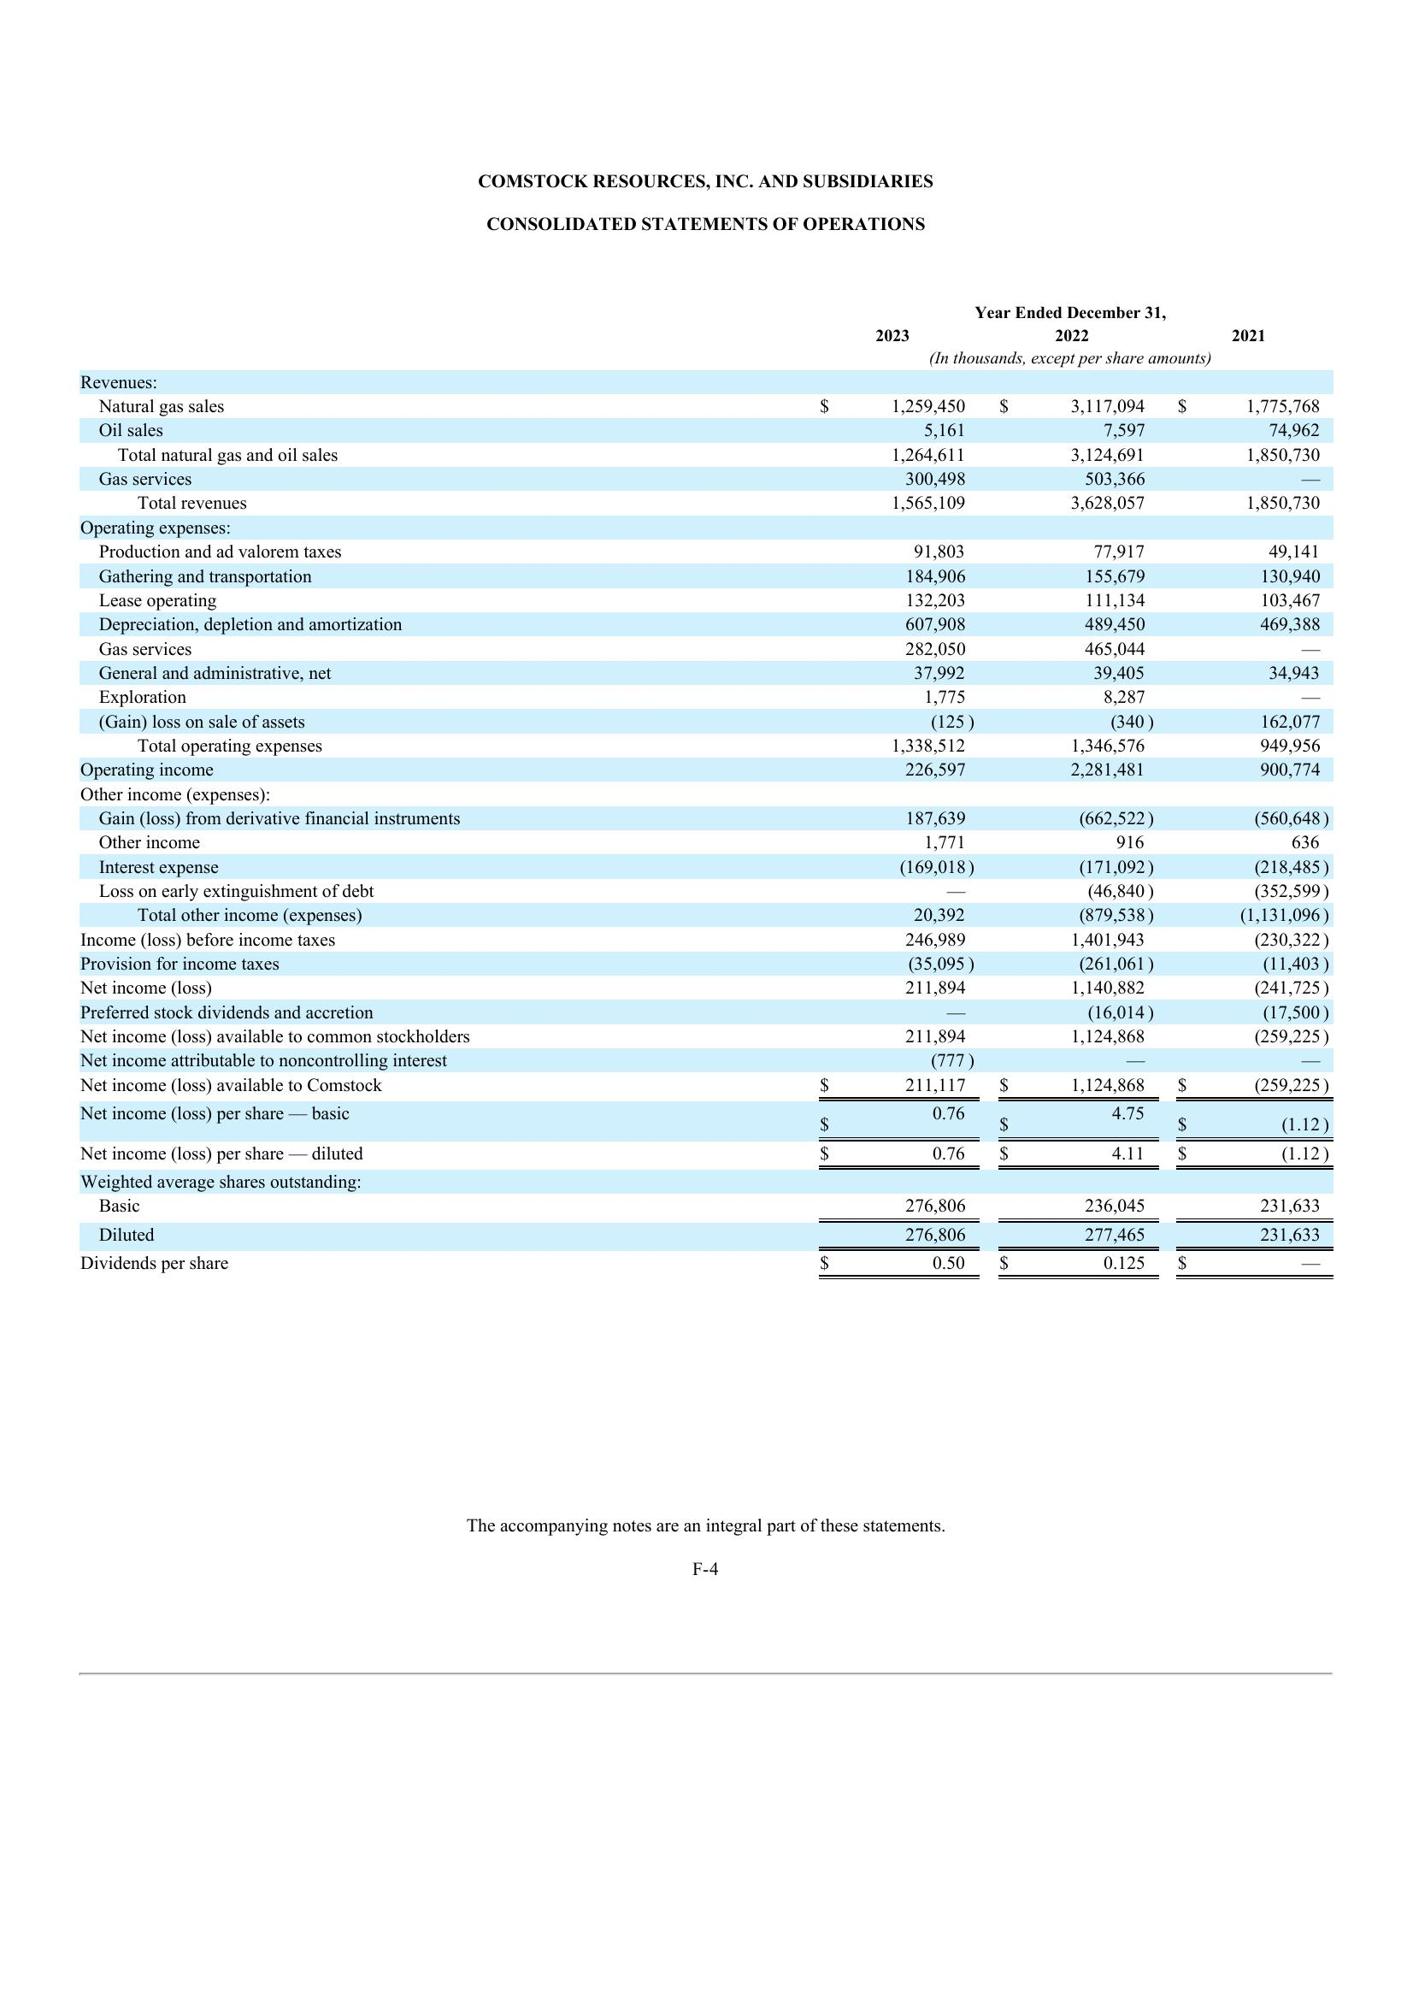 COMSTOCK RESOURCES, INC. AND SUBSIDIARIES
CONSOLIDATED STATEMENTS OF OPERATIONS
Year Ended December 31,
2023 2022 2021
(In thousands, except per share amounts)
Revenues:
Natural gas sales $ 1,259,450 $ 3,117,094 $ 1,775,768
Oil sales 5,161 7,597 74,962
Total natural gas and oil sales 1,264,611 3,124,691 1,850,730
Gas services 300,498 503,366 —
Total revenues 1,565,109 3,628,057 1,850,730
Operating expenses:
Production and ad valorem taxes 91,803 77,917 49,141
Gathering and transportation 184,906 155,679 130,940
Lease operating 132,203 111,134 103,467
Depreciation, depletion and amortization 607,908 489,450 469,388
Gas services 282,050 465,044 —
General and administrative, net 37,992 39,405 34,943
Exploration 1,775 8,287 —
(Gain) loss on sale of assets (125) (340) 162,077
Total operating expenses 1,338,512 1,346,576 949,956
Operating income 226,597 2,281,481 900,774
Other income (expenses):
Gain (loss) from derivative financial instruments 187,639 (662,522) (560,648)
Other income 1,771 916 636
Interest expense (169,018) (171,092) (218,485)
Loss on early extinguishment of debt — (46,840) (352,599)
Total other income (expenses) 20,392 (879,538) (1,131,096)
Income (loss) before income taxes 246,989 1,401,943 (230,322)
Provision for income taxes (35,095) (261,061) (11,403)
Net income (loss) 211,894 1,140,882 (241,725)
Preferred stock dividends and accretion — (16,014) (17,500)
Net income (loss) available to common stockholders 211,894 1,124,868 (259,225)
Net income attributable to noncontrolling interest (777) — —
Net income (loss) available to Comstock $ 211,117 $ 1,124,868 $ (259,225)
Net income (loss) per share — basic $ 0.76 $ 4.75 $ (1.12)
Net income (loss) per share — diluted $ 0.76 $ 4.11 $ (1.12)
Weighted average shares outstanding:
Basic 276,806 236,045 231,633
Diluted 276,806 277,465 231,633
Dividends per share $ 0.50 $ 0.125 $ —
The accompanying notes are an integral part of these statements.
F-4